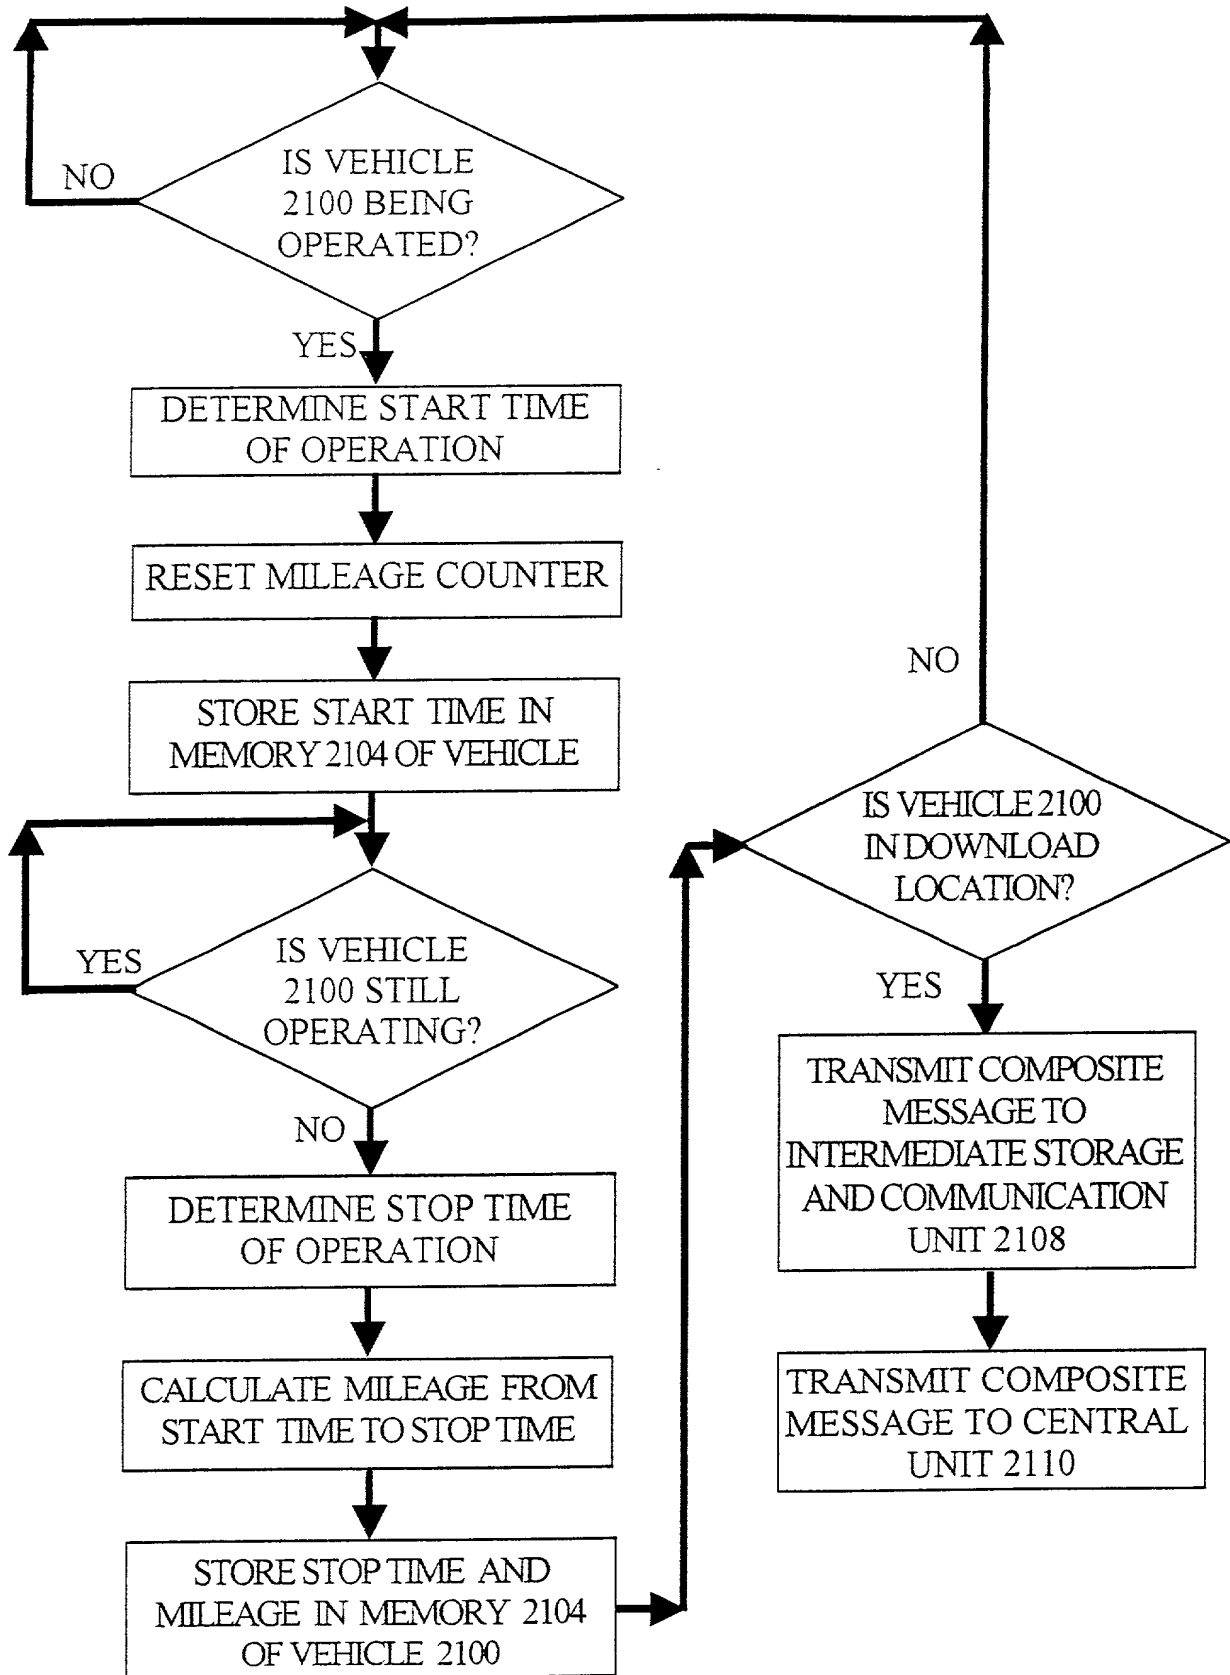 IS VEHICLE
2100 BEING
OPERATED?
NO
YES
DETERMINE START TIME
OF OPERATION
RESET MILEAGE COUNTER
STORE START TIME IN
MEMORY 2104 OF VEHICLE
IS VEHICLE
2100 STILL
OPERATING?
YES
NO
DETERMINE STOP TIME
OF OPERATION
CALCULATE MILEAGE FROM
START TIME TO STOP TIME
STORE STOP TIME AND
MILEAGE IN MEMORY 2104
OF VEHICLE 2100
IS VEHICLE 2100
IN DOWNLOAD
LOCATION?
NO
YES
TRANSMIT COMPOSITE
MESSAGE TO
INTERMEDIATE STORAGE
AND COMMUNICATION
UNIT 2108
TRANSMIT COMPOSITE
MESSAGE TO CENTRAL
UNIT 2110